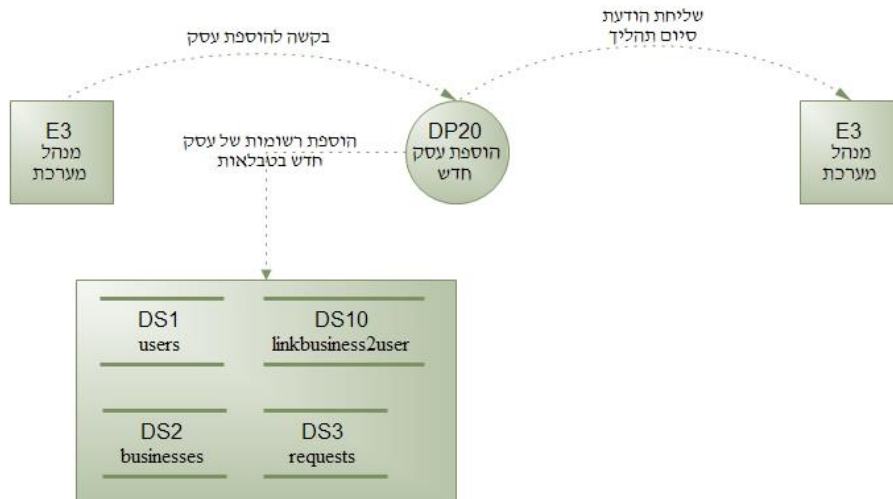 שליחת הודעת
סיום תהליך
בקשה להוספת עסק
E3
מנהל
מערכת
הוספת רשומות של עסק
חדש בטבלאות
DP20
הוספת עסק
חדש
E3
מנהל
מערכת
DS1
users
DS10
linkbusiness2user
DS2
businesses
DS3
requests